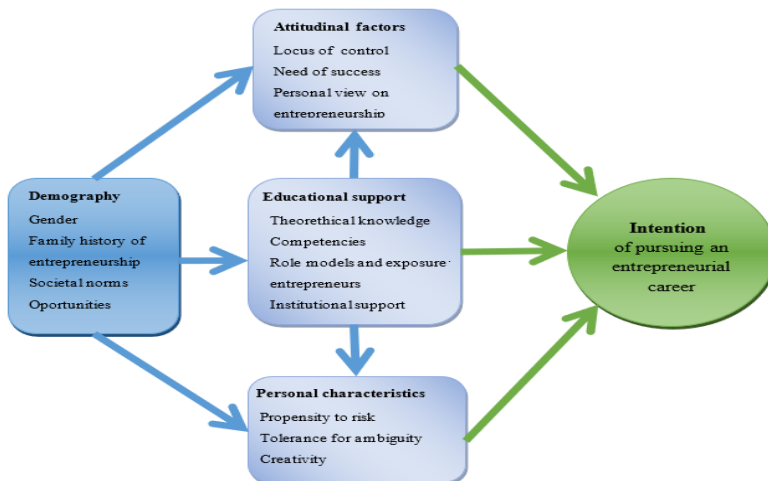 Attitudinal factors
Locus of control
Need of success
Personal view on
entrepreneurship
Demography
Gender
Family history of
entrepreneurship
Societal norms
Oportunities
Educational support
Theorethical knowledge
Competencies
Role models and exposure
entrepreneurs
Institutional support
Personal characteristics
Propensity to risk
Tolerance for ambiguity
Creativity
Intention
of pursuing an
entrepreneurial
career